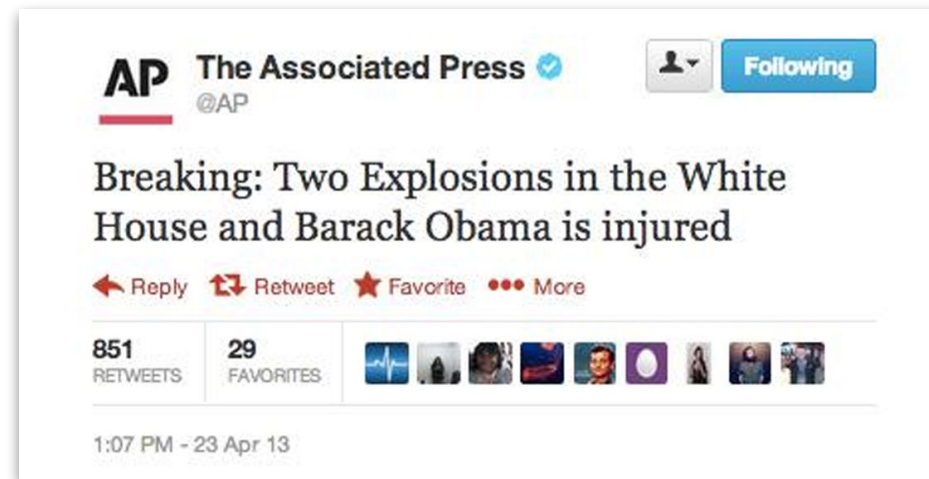 AP
The Associated Press
@AP
Following
Breaking: Two Explosions in the White
House and Barack Obama is injured
Reply Retweet Favorite More
851 29
RETWEETS FAVORITES
1:07 PM - 23 Apr 13